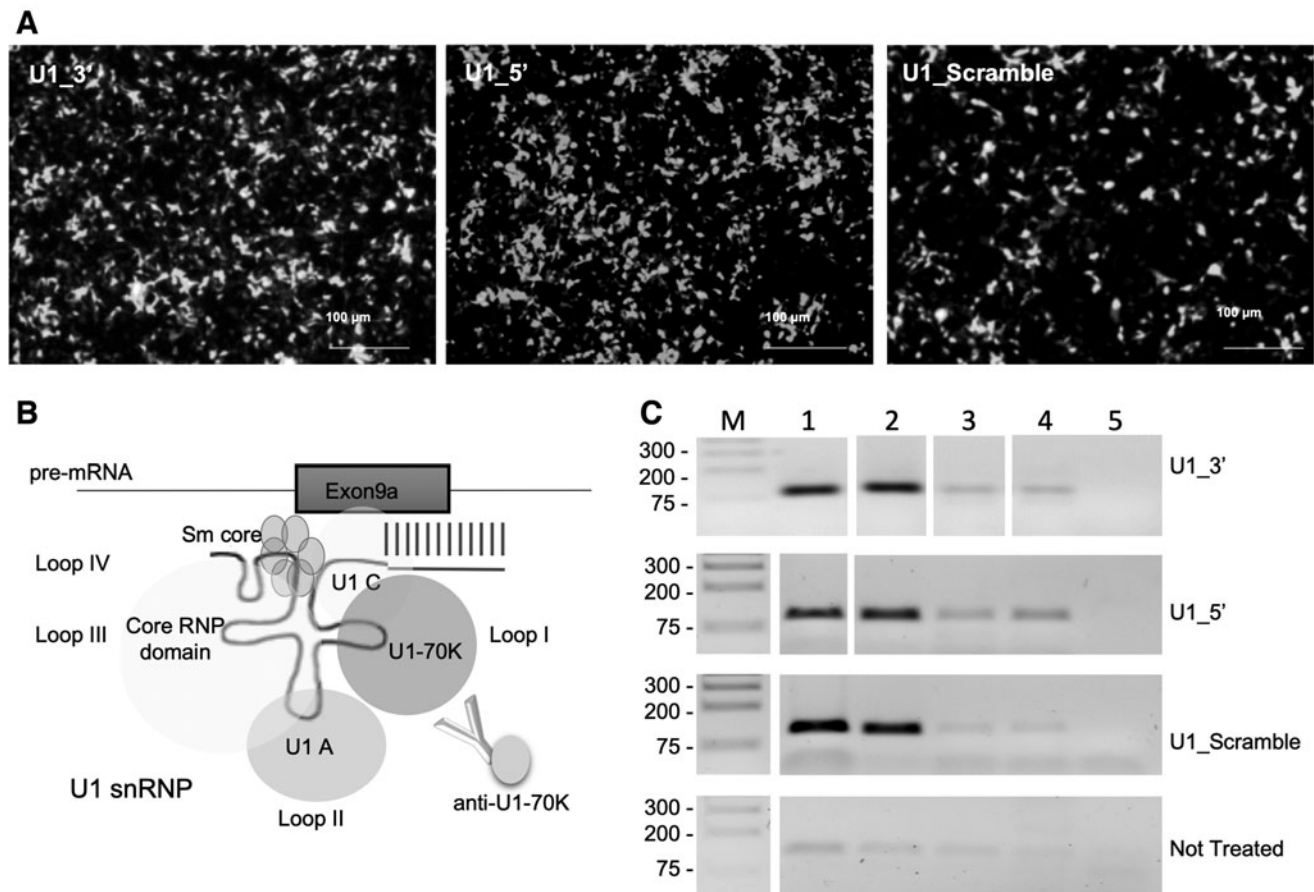 A
U1_3'
100 µm
U1_5'
100 µm
U1_Scramble
100 µm
B
pre-mRNA
Exon9a
Sm core
Loop IV
U1 C
Loop III
Core RNP
domain
U1-70K
Loop I
U1 A
U1 snRNP
anti-U1-70K
Loop II
C
M 1 2 3 4 5
300 -
200 -
75 -
U1_3'
300 -
200 -
75 -
U1_5'
300 -
200 -
75 -
U1_Scramble
300 -
200 -
75 -
Not Treated